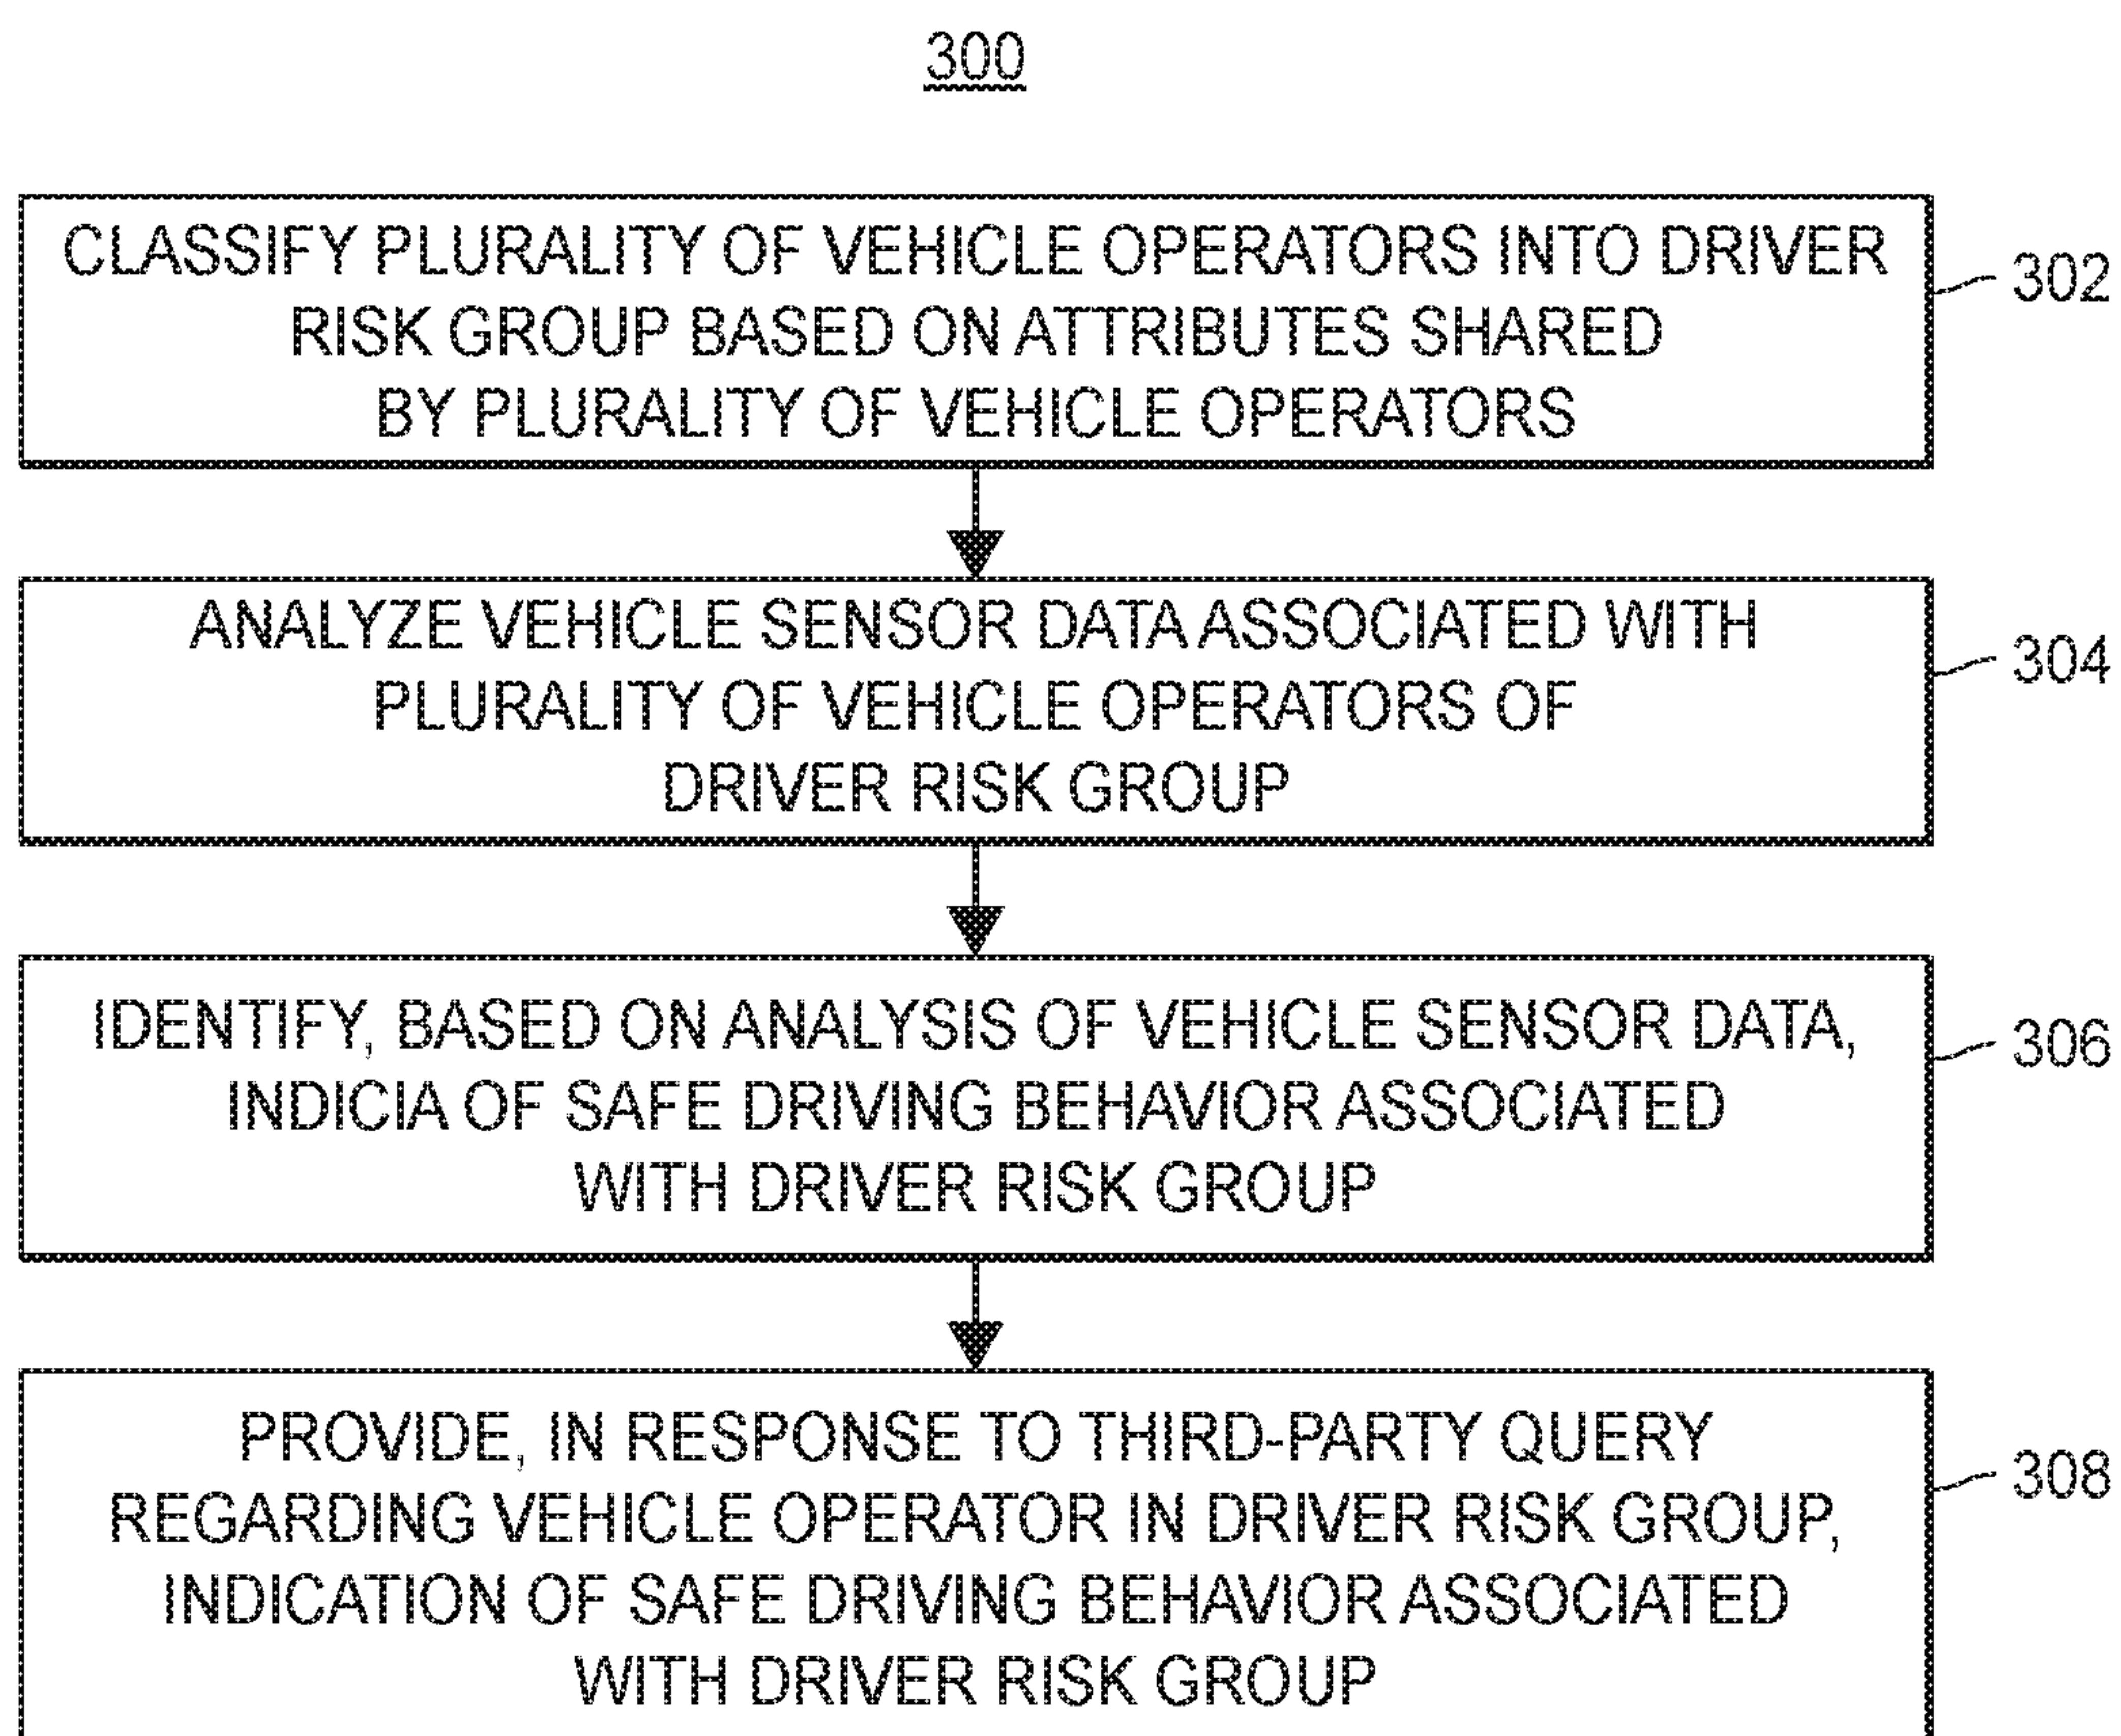 300
CLASSIFY PLURALITY OF VEHICLE OPERATORS INTO DRIVER
RISK GROUP BASED ON ATTRIBUTES SHARED
BY PLURALITY OF VEHICLE OPERATORS
302
ANALYZE VEHICLE SENSOR DATA ASSOCIATED WITH
PLURALITY OF VEHICLE OPERATORS OF
DRIVER RISK GROUP
304
IDENTIFY, BASED ON ANALYSIS OF VEHICLE SENSOR DATA,
INDICIA OF SAFE DRIVING BEHAVIOR ASSOCIATED
WITH DRIVER RISK GROUP
306
PROVIDE, IN RESPONSE TO THIRD-PARTY QUERY
REGARDING VEHICLE OPERATOR IN DRIVER RISK GROUP,
INDICATION OF SAFE DRIVING BEHAVIOR ASSOCIATED
WITH DRIVER RISK GROUP
308